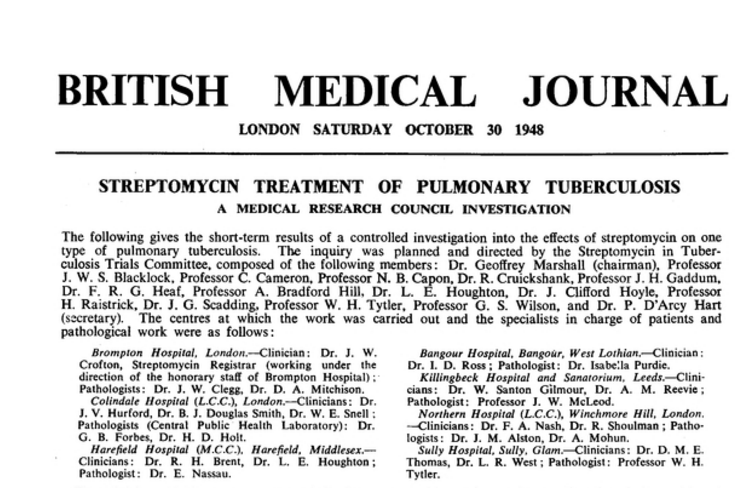 BRITISH MEDICAL JOURNAL
LONDON SATURDAY OCTOBER 30 1948
STREPTOMYCIN TREATMENT OF PULMONARY TUBERCULOSIS
A MEDICAL RESEARCH COUNCIL INVESTIGATION
The following gives the short-term results of a controlled investigation into the effects of streptomycin on one
type of pulmonary tuberculosis. The inquiry was planned and directed by the Streptomycin in Tuber-
culosis Trials Committee, composed of the following members: Dr. Geoffrey Marshall (chairman), Professor
J. W. S. Blacklock, Professor C. Cameron, Professor N. B. Capon, Dr. R. Cruickshank, Professor J. H. Gaddum,
Dr. F. R. G. Heaf, Professor A. Bradford Hill, Dr. L. E. Houghton, Dr. J. Clifford Hoyle, Professor
H. Raistrick, Dr. J. G. Scadding, Professor W. H. Tytler, Professor G. S. Wilson, and Dr. P. D'Arcy Hart
(secretary). The centres at which the work was carried out and the specialists in charge of patients and
pathological work were as follows:
Brompton Hospital, London.—Clinician: Dr. J. W.
Crofton, Streptomycin Registrar (working under the
direction of the honorary staff of Brompton Hospital);
Pathologists: Dr. J. W. Clegg, Dr. D. A. Mitchison.
Colindale Hospital (L.C.C.), London.—Clinicians: Dr.
J. V. Hurford, Dr. B. J. Douglas Smith, Dr. W. E. Snell;
Pathologists (Central Public Health Laboratory): Dr.
G. B. Forbes, Dr. H. D. Holt.
Harefield Hospital (M.C.C.), Harefield, Middlesex.—
Clinicians: Dr. R. H. Brent, Dr. L. E. Houghton;
Pathologist: Dr. E. Nassau.
Bangour Hospital, Bangour, West Lothian.—Clinician:
Dr. I. D. Ross; Pathologist: Dr. Isabella Purdie.
Killingbeck Hospital and Sanatorium, Leeds.—Clini-
cians: Dr. W. Santon Gilmour, Dr. A. M. Reevie;
Pathologist: Professor J. W. McLeod.
Northern Hospital (L.C.C.), Winchmore Hill, London.
—Clinicians: Dr. F. A. Nash, Dr. R. Shoulman; Patho-
logists: Dr. J. M. Alston, Dr. A. Mohun.
Sully Hospital, Sully, Glam.—Clinicians: Dr. D. M. E.
Thomas, Dr. L. R. West; Pathologist: Professor W. H.
Tytler.